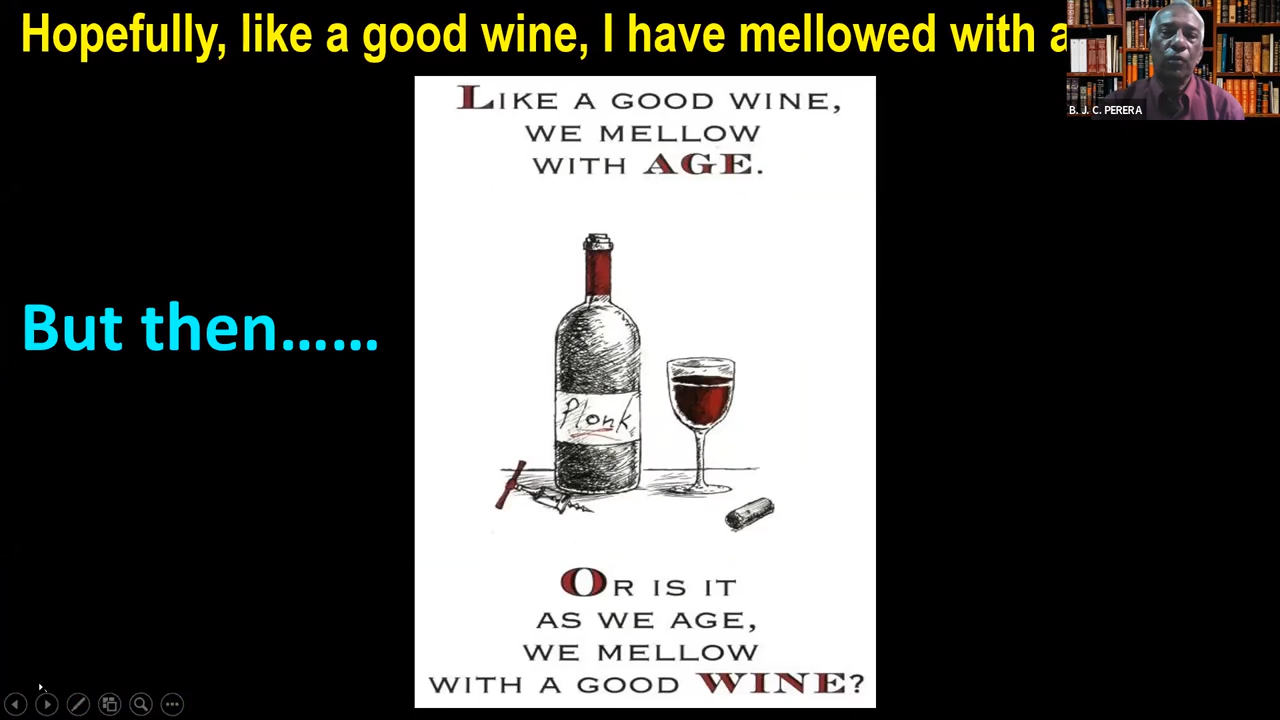 Hopefully, like a good wine, I have mellowed with
B. J. C. PERERA
LIKE A GOOD WINE,
WE MELLOW
WITH AGE.
But then……
Plonk
OR IS IT
AS WE AGE,
WE MELLOW
WITH A GOOD WINE?